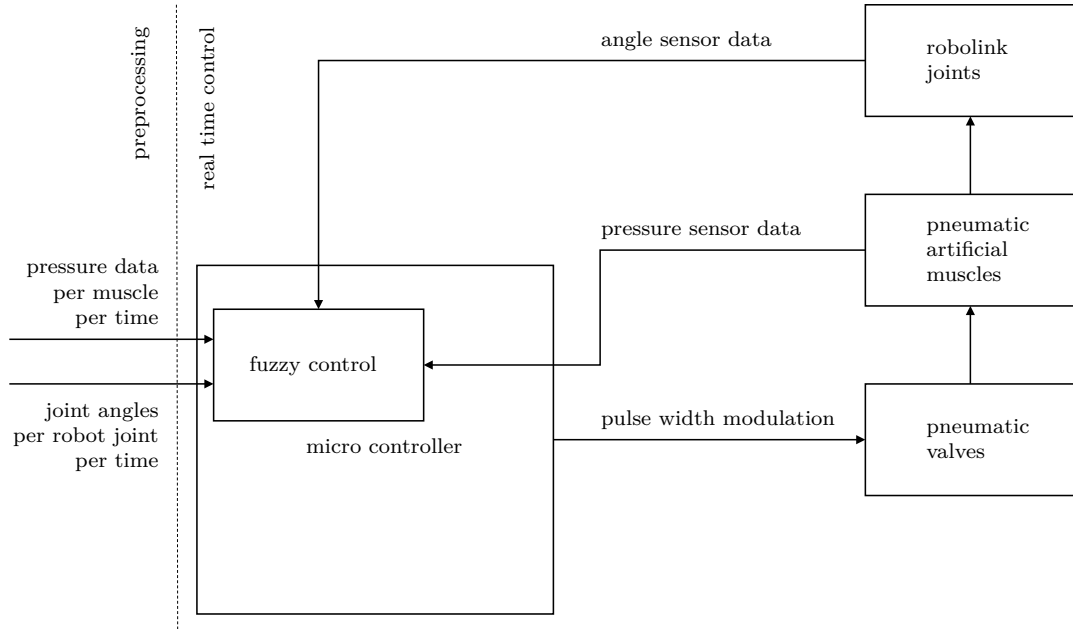 preprocessing
real time control
angle sensor data
robolink
joints
pressure sensor data
pneumatic
artificial
muscles
pressure data
per muscle
per time
fuzzy control
joint angles
per robot joint
per time
micro controller
pulse width modulation
pneumatic
valves